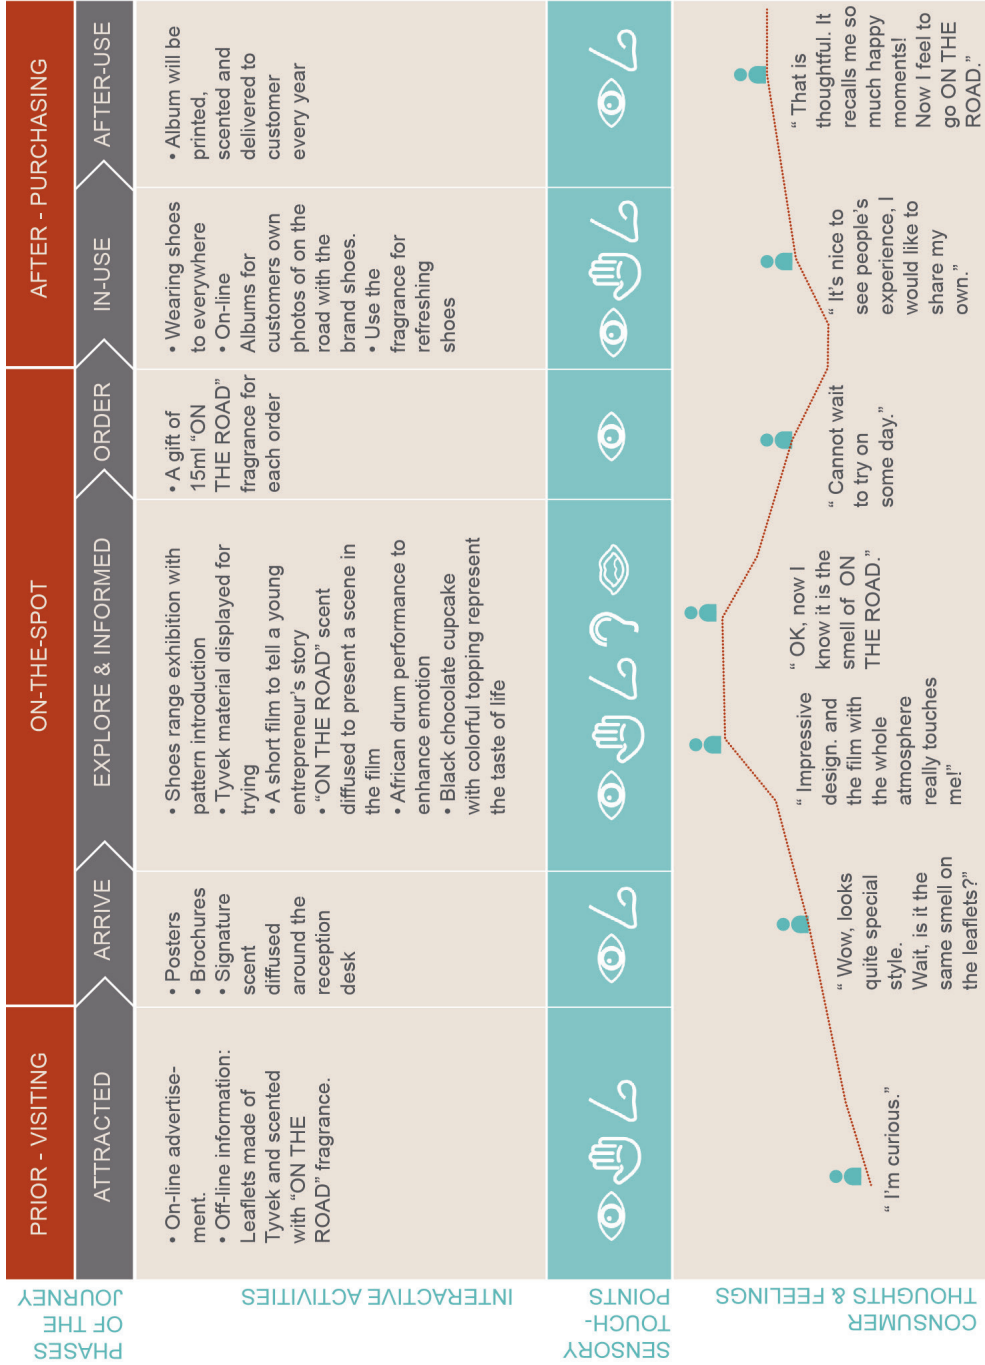 PHASES
OF THE
JOURNEY
PRIOR - VISITING
ON-THE-SPOT
AFTER - PURCHASING
ATTRACTED
ARRIVE
EXPLORE & INFORMED
ORDER
IN-USE
AFTER-USE
INTERACTIVE ACTIVITIES
• On-line advertise-
ment.
• Off-line information:
Leaflets made of
Tyvek and scented
with “ON THE
ROAD” fragrance.
• Posters
• Brochures
• Signature
scent
diffused
around the
reception
desk
• Shoes range exhibition with
pattern introduction
• Tyvek material displayed for
trying
• A short film to tell a young
entrepreneur's story
• “ON THE ROAD” scent
diffused to present a scene in
the film
• African drum performance to
enhance emotion
• Black chocolate cupcake
with colorful topping represent
the taste of life
• A gift of
15ml “ON
THE ROAD”
fragrance for
each order
• Wearing shoes
to everywhere
• On-line
Albums for
customers own
photos of on the
road with the
brand shoes.
• Use the
fragrance for
refreshing
shoes
• Album will be
printed,
scented and
delivered to
customer
every year
SENSORY
TOUCH-
POINTS
CONSUMER
THOUGHTS & FEELINGS
“ I'm curious.”
“ Wow, looks
quite special
style.
Wait, is it the
same smell on
the leaflets?”
“ Impressive
design. and
the film with
the whole
atmosphere
really touches
me!”
“ OK, now I
know it is the
smell of ON
THE ROAD.”
“ Cannot wait
to try on
some day.”
“ It's nice to
see people's
experience, I
would like to
share my
own.”
“ That is
thoughtful. It
recalls me so
much happy
moments!
Now I feel to
go ON THE
ROAD.”